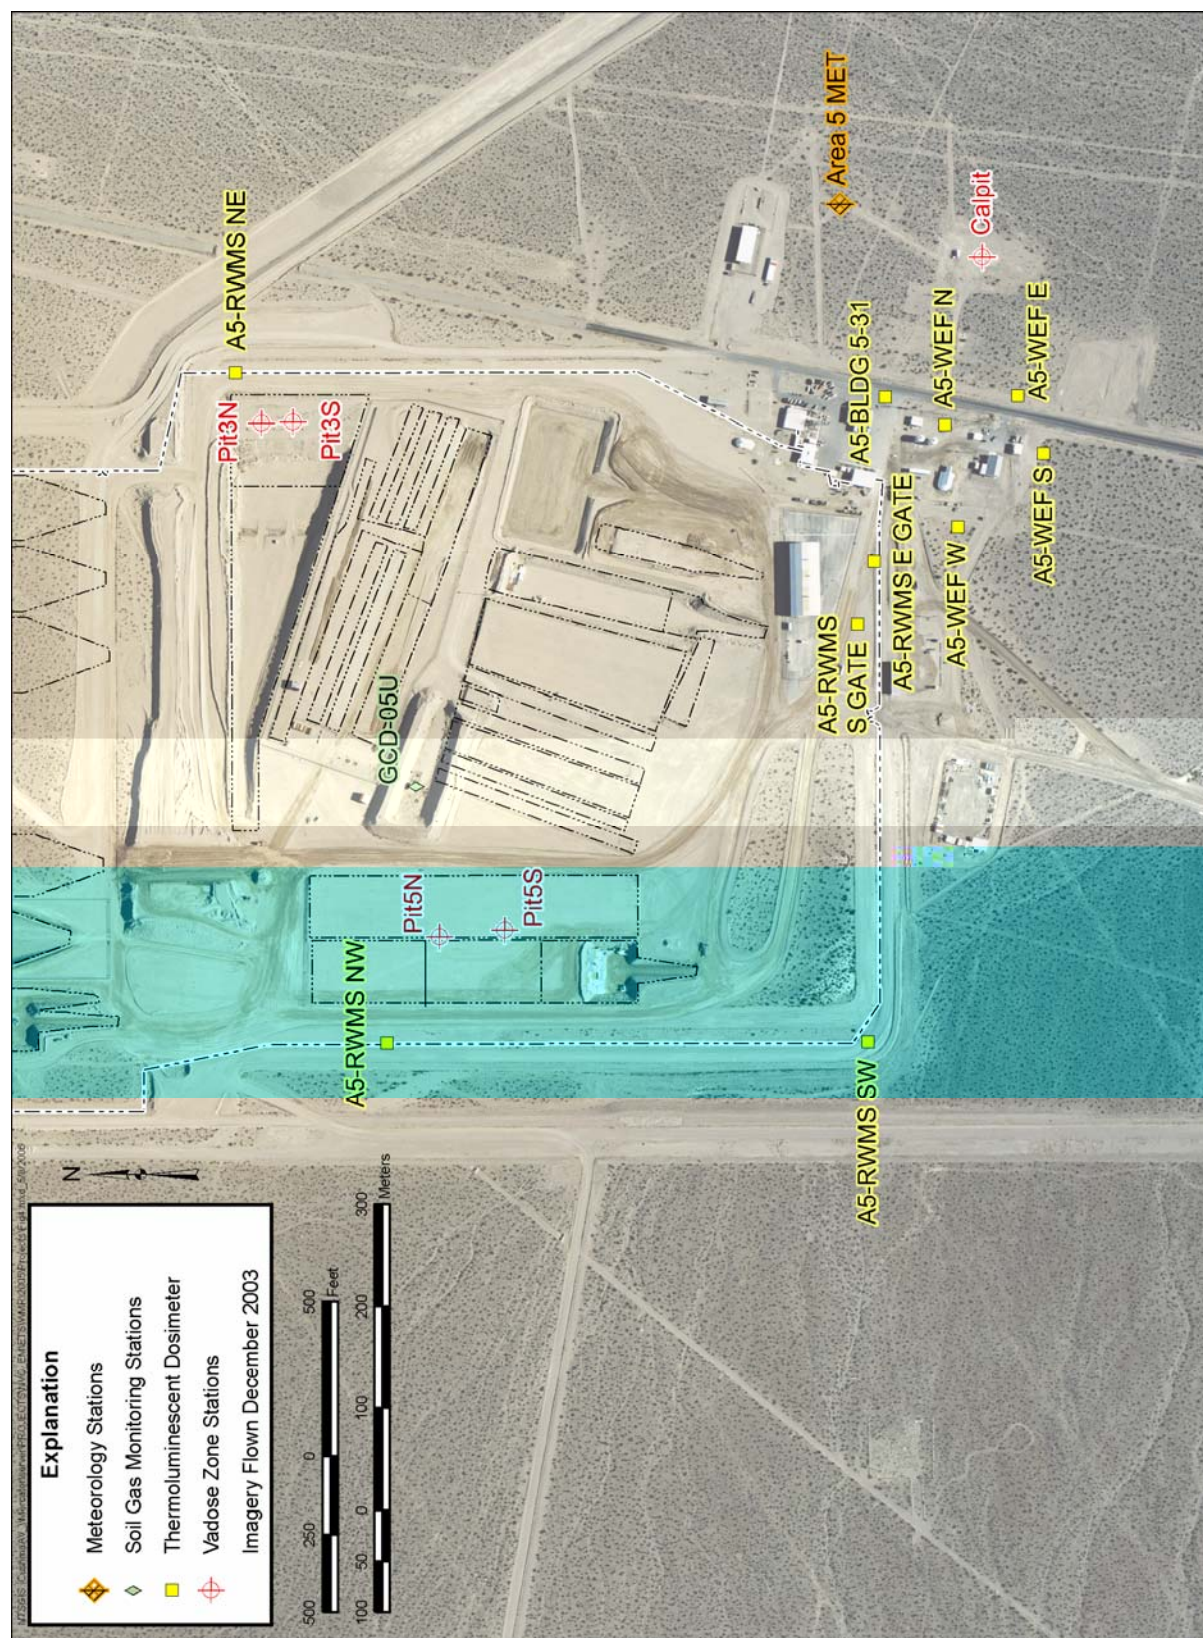 Explanation
Meteorology Stations
Soil Gas Monitoring Stations
Thermoluminescent Dosimeter
Vadose Zone Stations
Imagery Flown December 2003
N
500 250 0 500
Feet
100 50 0 100 200 300
Meters
A5-RWMS NW
A5-RWMS SW
Pit5N
Pit5S
GCD-05U
Pit3N
Pit3S
A5-RWMS NE
A5-RWMS
S GATE
A5-RWMS E GATE
A5-WEF W
A5-WEF S
A5-BLDG 5-31
A5-WEF N
A5-WEF E
Calpit
Area 5 MET